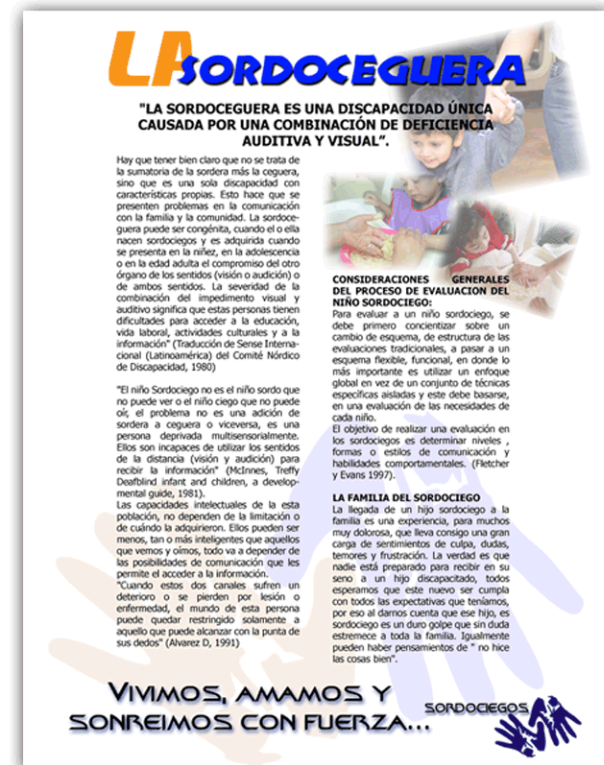 LA SORDOCEGUERA
"LA SORDOCEGUERA ES UNA DISCAPACIDAD ÚNICA
CAUSADA POR UNA COMBINACIÓN DE DEFICIENCIA
AUDITIVA Y VISUAL”.
Hay que tener bien claro que no se trata de
la sumatoria de la sordera más la ceguera,
sino que es una sola discapacidad con
características propias. Esto hace que se
presenten problemas en la comunicación
con la familia y la comunidad. La sordoce-
guera puede ser congénita, cuando el o ella
nacen sordociegos y es adquirida cuando
se presenta en la niñez, en la adolescencia
o en la edad adulta el compromiso del otro
órgano de los sentidos (visión o audición) o
de ambos sentidos. La severidad de la
combinación del impedimento visual y
auditivo significa que estas personas tienen
dificultades para acceder a la educación,
vida laboral, actividades culturales y a la
información" (Traducción de Sense Interna-
cional (Latinoamérica) del Comité Nórdico
de Discapacidad, 1980)
"El niño Sordociego no es el niño sordo que
no puede ver o el niño ciego que no puede
oír, el problema no es una adición de
sordera a ceguera o viceversa, es una
persona deprivada multisensorialmente.
Ellos son incapaces de utilizar los sentidos
de la distancia (visión y audición) para
recibir la información" (McInnes, Treffy
Deafblind infant and children, a develop-
mental guide, 1981).
Las capacidades intelectuales de la esta
población, no dependen de la limitación o
de cuándo la adquirieron. Ellos pueden ser
menos, tan o más inteligentes que aquellos
que vemos y oímos, todo va a depender de
las posibilidades de comunicación que les
permite el acceder a la información.
"Cuando estos dos canales sufren un
deterioro o se pierden por lesión o
enfermedad, el mundo de esta persona
puede quedar restringido solamente a
aquello que puede alcanzar con la punta de
sus dedos" (Alvarez D, 1991)
CONSIDERACIONES GENERALES
DEL PROCESO DE EVALUACION DEL
NIÑO SORDOCIEGO:
Para evaluar a un niño sordociego, se
debe primero concientizar sobre un
cambio de esquema, de estructura de las
evaluaciones tradicionales, a pasar a un
esquema flexible, funcional, en donde lo
más importante es utilizar un enfoque
global en vez de un conjunto de técnicas
específicas aisladas y este debe basarse,
en una evaluación de las necesidades de
cada niño.
El objetivo de realizar una evaluación en
los sordociegos es determinar niveles ,
formas o estilos de comunicación y
habilidades comportamentales. (Fletcher
y Evans 1997).
LA FAMILIA DEL SORDOCIEGO
La llegada de un hijo sordociego a la
familia es una experiencia, para muchos
muy dolorosa, que lleva consigo una gran
carga de sentimientos de culpa, dudas,
temores y frustración. La verdad es que
nadie está preparado para recibir en su
seno a un hijo discapacitado, todos
esperamos que este nuevo ser cumpla
con todos las expectativas que teníamos,
por eso al darnos cuenta que ese hijo, es
sordociego es un duro golpe que sin duda
estremece a toda la familia. Igualmente
pueden haber pensamientos de " no hice
las cosas bien".
VIVIMOS, AMAMOS Y
SONREIMOS CON FUERZA...
SORDOCIEGOS